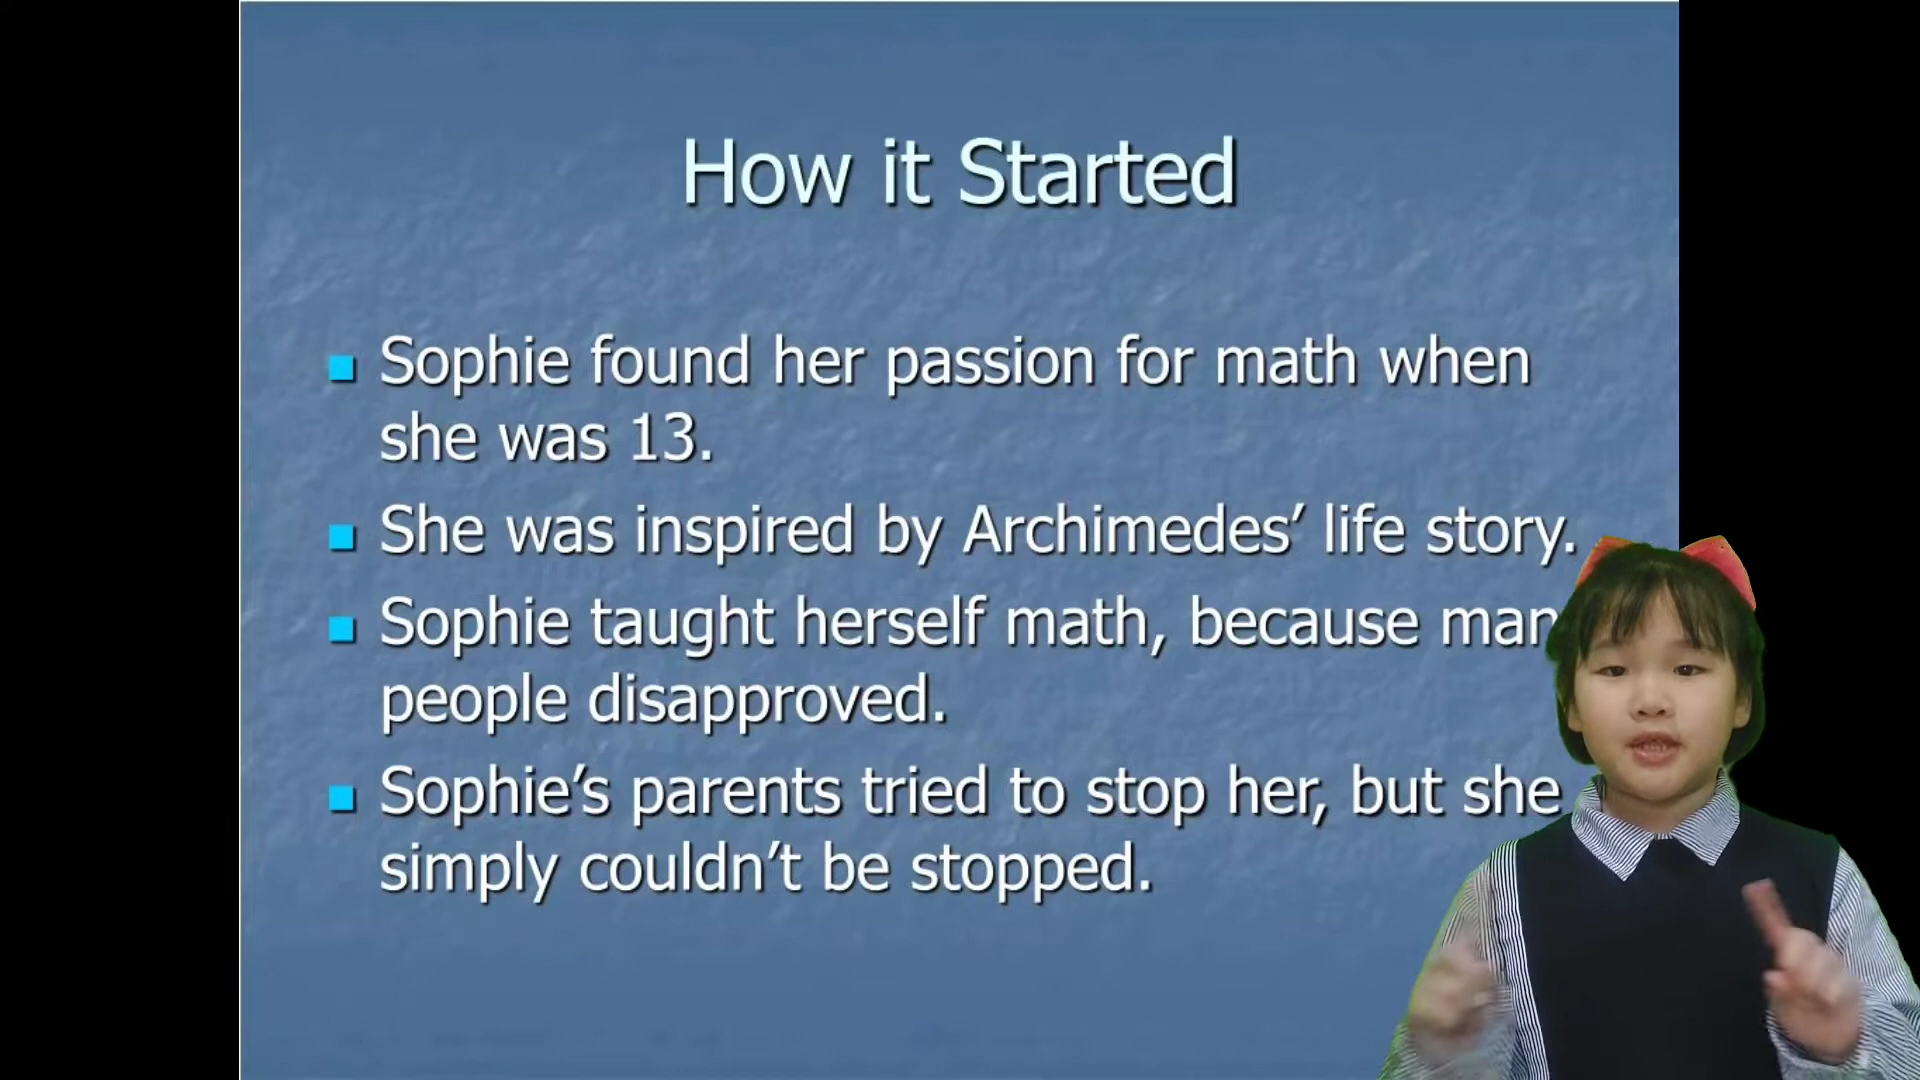 How it Started
Sophie found her passion for math when
she was 13.
She was inspired by Archimedes’ life story.
Sophie taught herself math, because
people disapproved.
Sophie’s parents tried to stop her, but she
simply couldn’t be stopped.